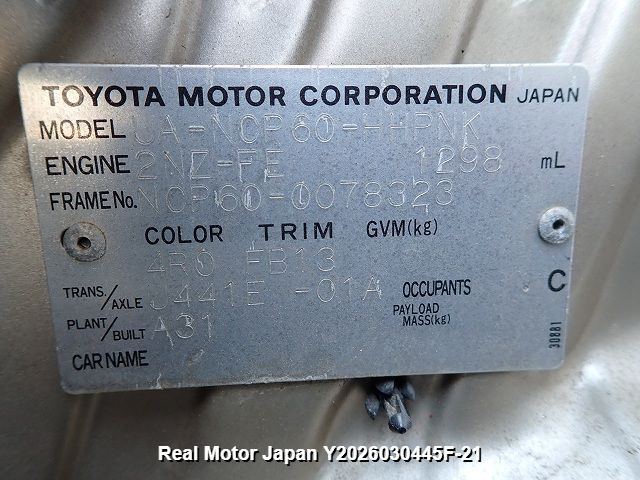 TOYOTA MOTOR CORPORATION JAPAN
MODEL UA-NCP60-HHPNK
ENGINE 2NZ-FE 1298 mL
FRAME No. NCP60-0078323
COLOR TRIM GVM(kg)
4R0 FB13
TRANS./AXLE U441E -01A OCCUPANTS C
PLANT/BUILT A31 PAYLOAD MASS(kg)
CAR NAME
30881
Real Motor Japan Y2026030445F-21